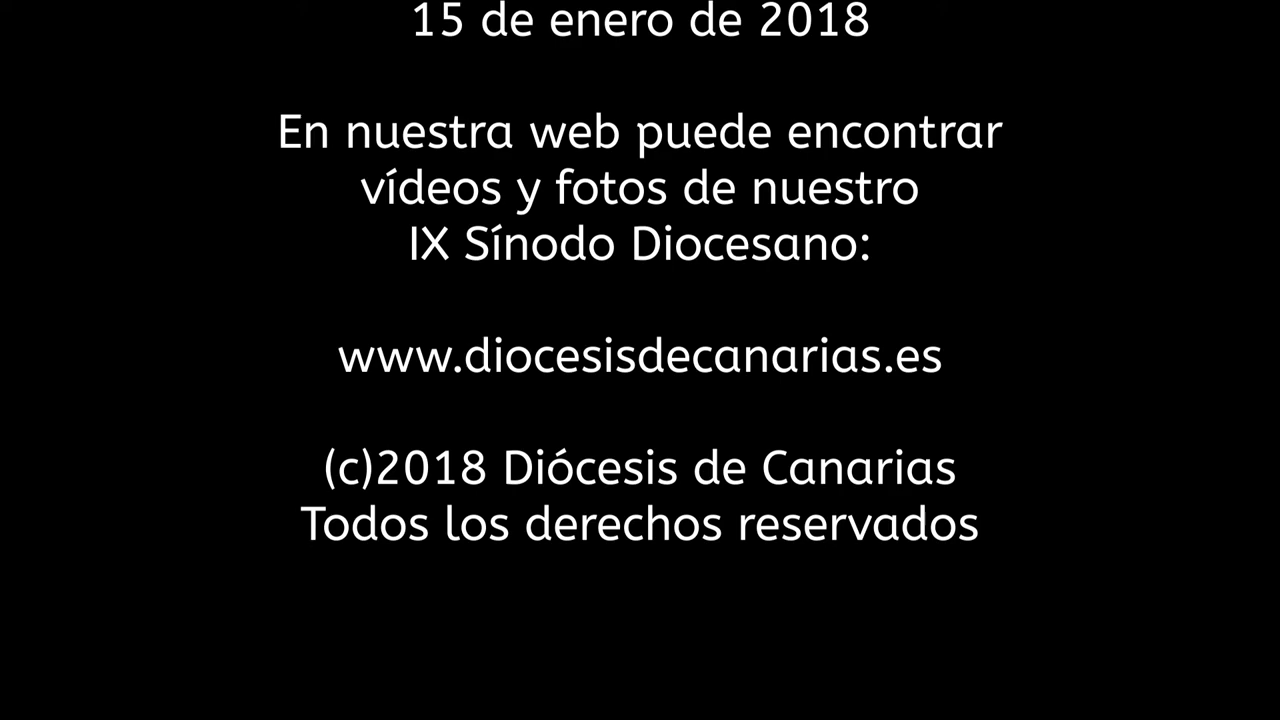 15 de enero de 2018
En nuestra web puede encontrar
vídeos y fotos de nuestro
IX Sínodo Diocesano:
www.diocesisdecanarias.es
(c)2018 Diócesis de Canarias
Todos los derechos reservados